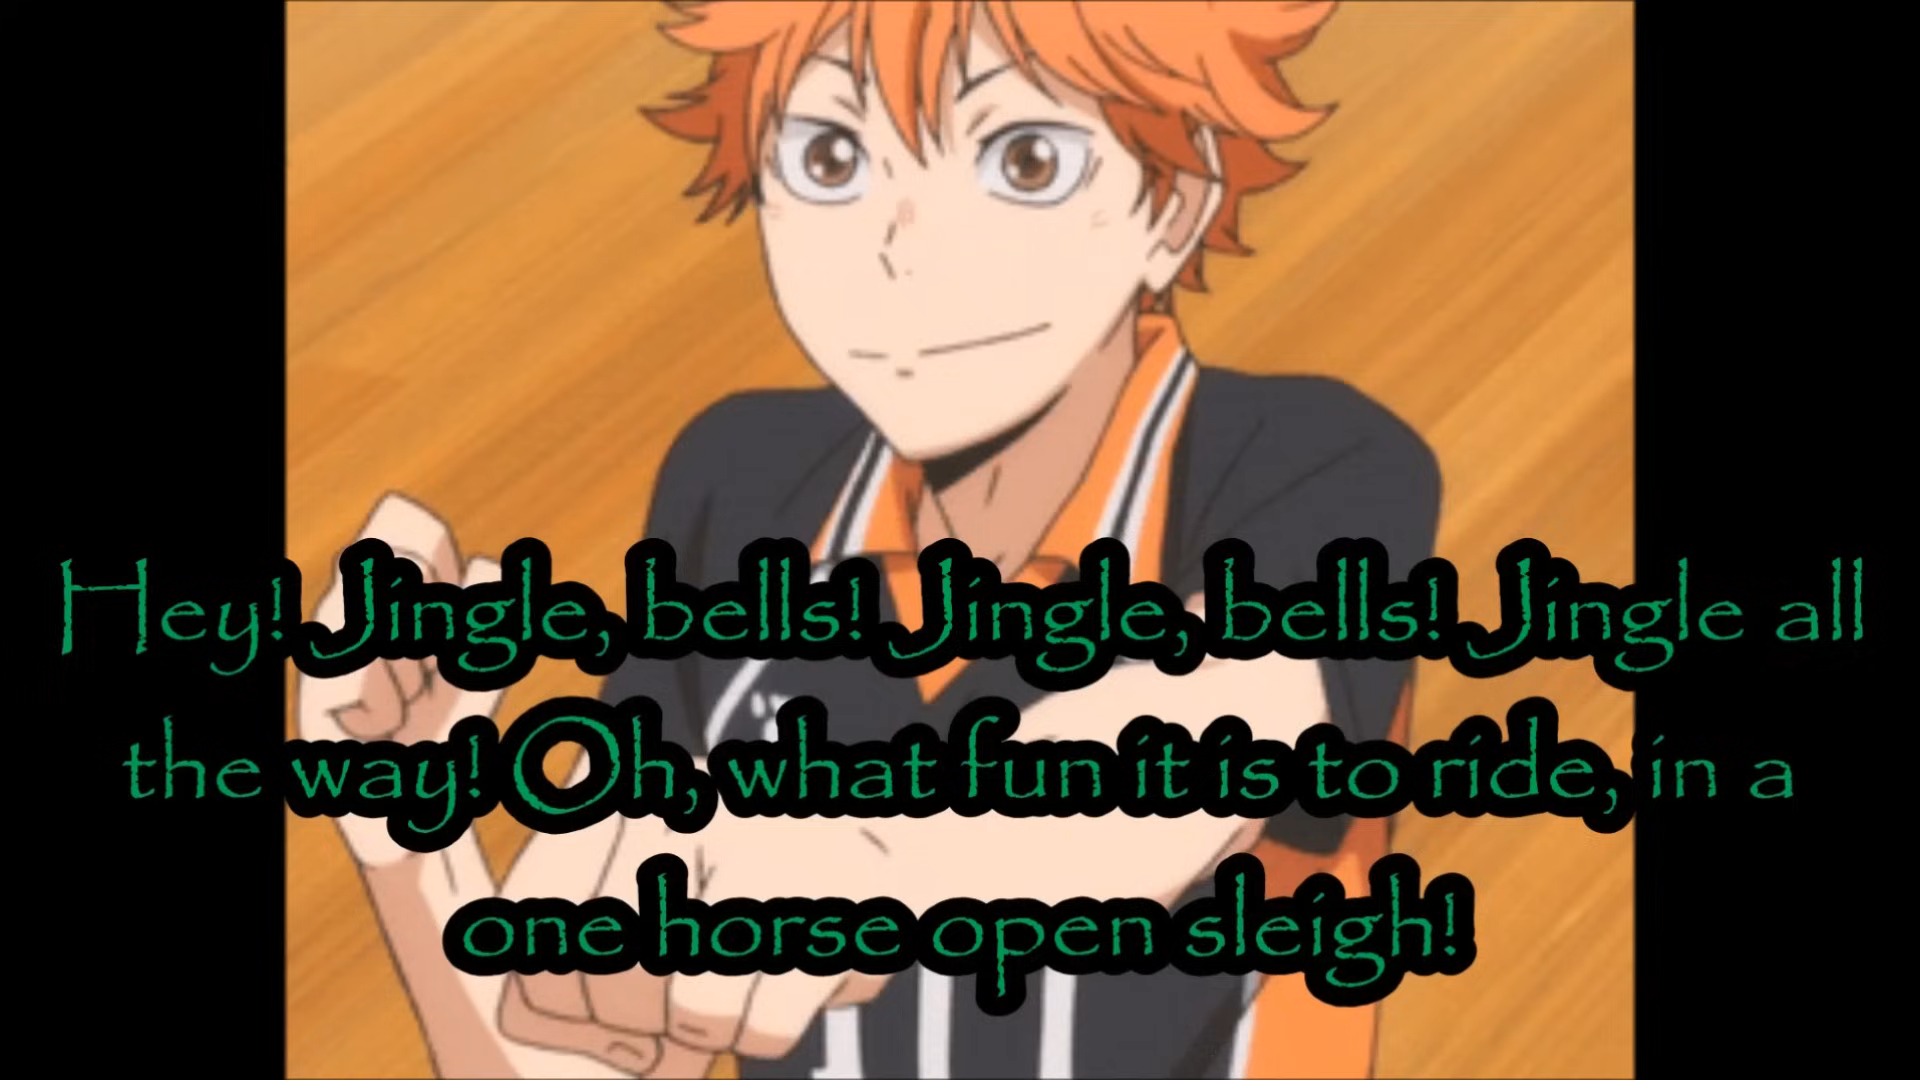 Hey! Jingle, bells! Jingle, bells! Jingle all
the way! Oh, what fun it is to ride, in a
one horse open sleigh!